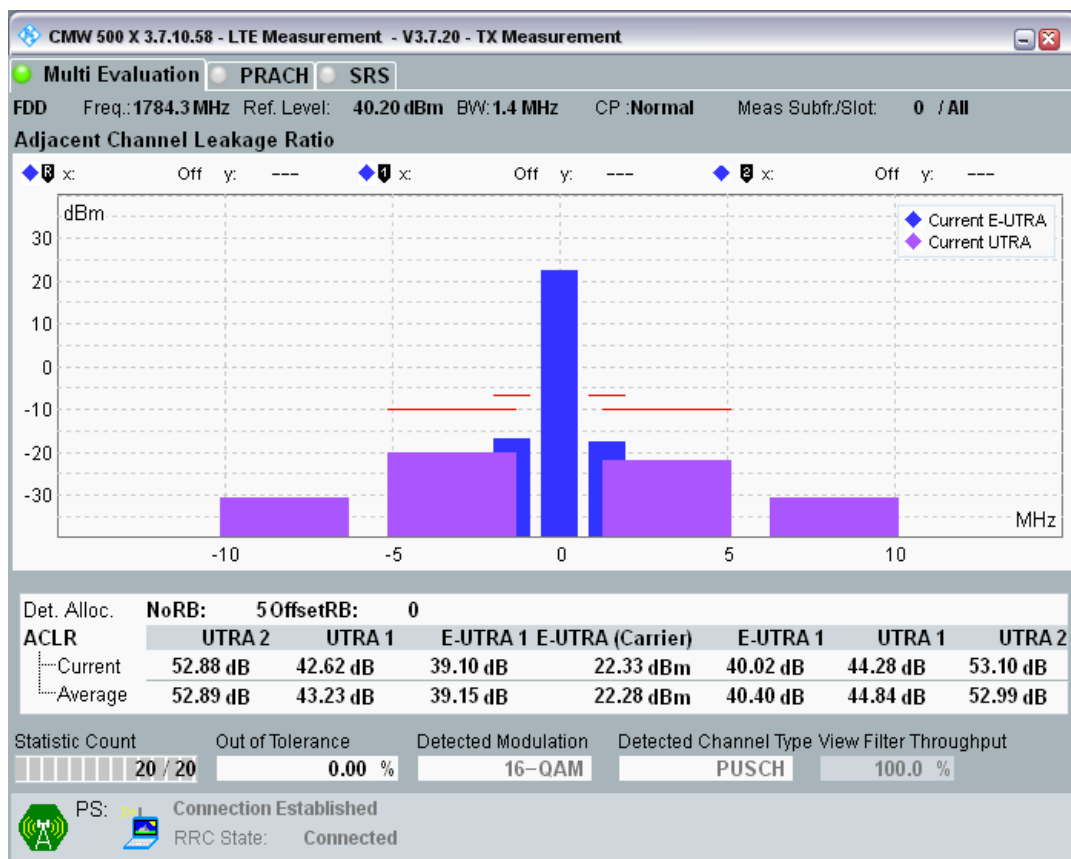 CMW 500 X 3.7.10.58 - LTE Measurement - V3.7.20 - TX Measurement
Multi Evaluation PRACH SRS
FDD Freq.: 1784.3 MHz Ref. Level: 40.20 dBm BW: 1.4 MHz CP :Normal Meas Subfr./Slot: 0 / All
Adjacent Channel Leakage Ratio
R x: Off y: --- 1 x: Off y: --- 2 x: Off y: ---
dBm
Current E-UTRA
Current UTRA
30
20
10
0
-10
-20
-30
MHz
-10 -5 0 5 10
Det. Alloc. NoRB: 5 OffsetRB: 0
ACLR UTRA 2 UTRA 1 E-UTRA 1 E-UTRA (Carrier) E-UTRA 1 UTRA 1 UTRA 2
Current 52.88 dB 42.62 dB 39.10 dB 22.33 dBm 40.02 dB 44.28 dB 53.10 dB
Average 52.89 dB 43.23 dB 39.15 dB 22.28 dBm 40.40 dB 44.84 dB 52.99 dB
Statistic Count Out of Tolerance Detected Modulation Detected Channel Type View Filter Throughput
20 / 20 0.00 % 16-QAM PUSCH 100.0 %
PS: Connection Established
RRC State: Connected